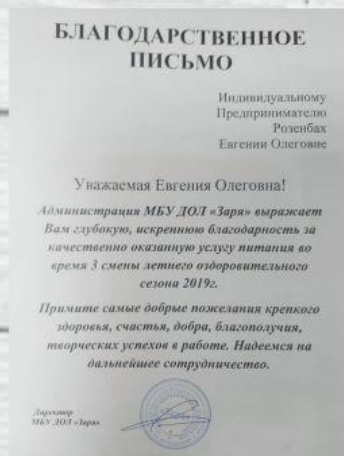 БЛАГОДАРСТВЕННОЕ
ПИСЬМО
Индивидуальному
Предпринимателю
Розенбах
Евгении Олеговне
Уважаемая Евгения Олеговна!
Администрация МБУ ДОЛ «Заря» выражает
Вам глубокую, искреннюю благодарность за
качественно оказанную услугу питания во
время 3 смены летнего оздоровительного
сезона 2019г.
Примите самые добрые пожелания крепкого
здоровья, счастья, добра, благополучия,
творческих успехов в работе. Надеемся на
дальнейшее сотрудничество.
Директор
МБУ ДОЛ «Заря»